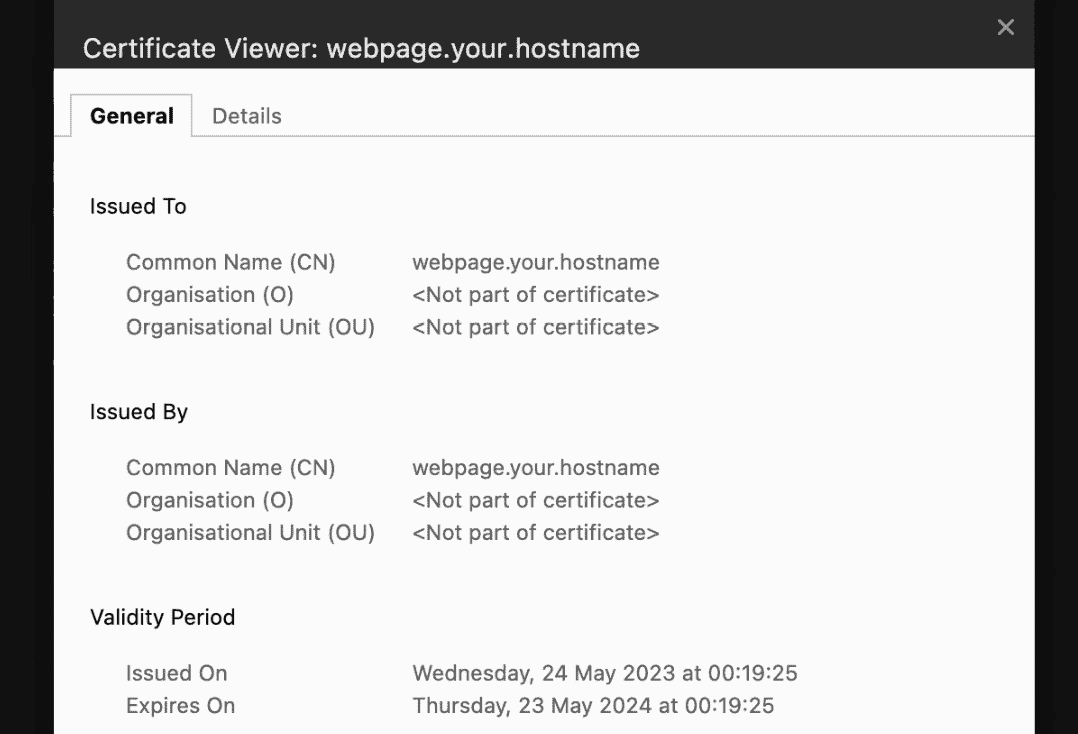 Certificate Viewer: webpage.your.hostname
General Details
Issued To
Common Name (CN) webpage.your.hostname
Organisation (O) <Not part of certificate>
Organisational Unit (OU) <Not part of certificate>
Issued By
Common Name (CN) webpage.your.hostname
Organisation (O) <Not part of certificate>
Organisational Unit (OU) <Not part of certificate>
Validity Period
Issued On Wednesday, 24 May 2023 at 00:19:25
Expires On Thursday, 23 May 2024 at 00:19:25